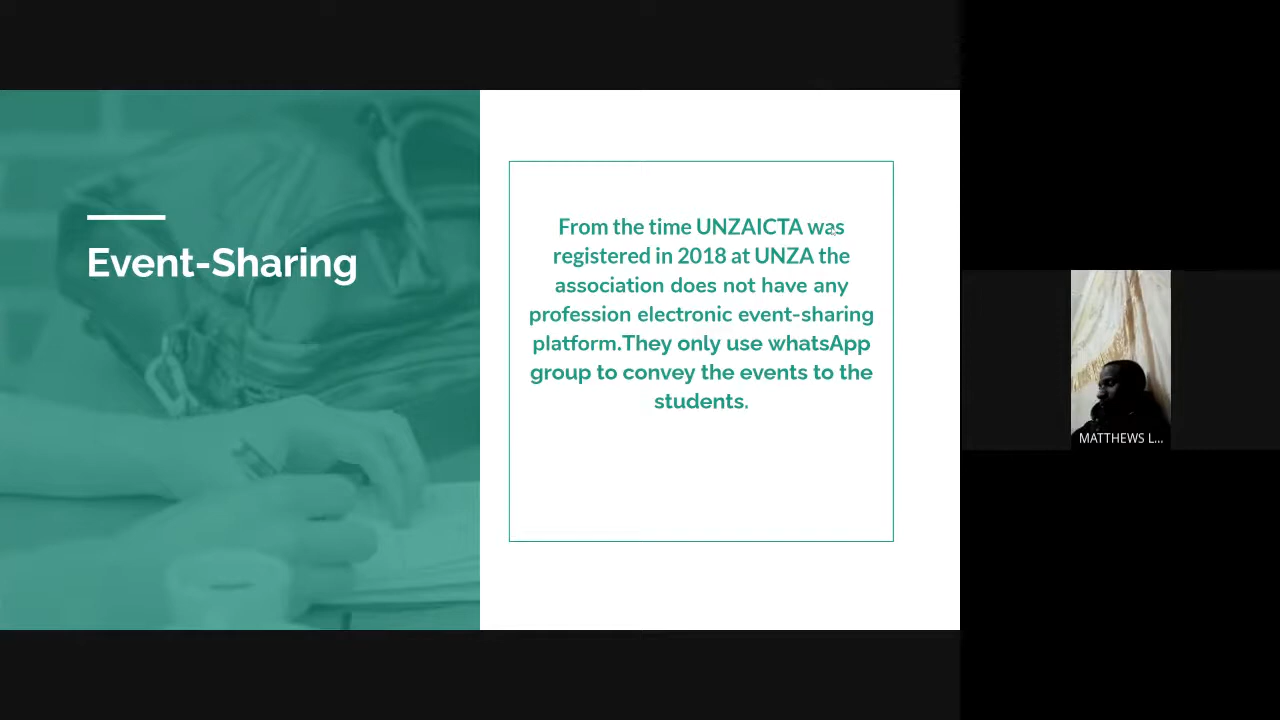 Event-Sharing
From the time UNZAICTA was
registered in 2018 at UNZA the
association does not have any
profession electronic event-sharing
platform.They only use whatsApp
group to convey the events to the
students.
MATTHEWS L...